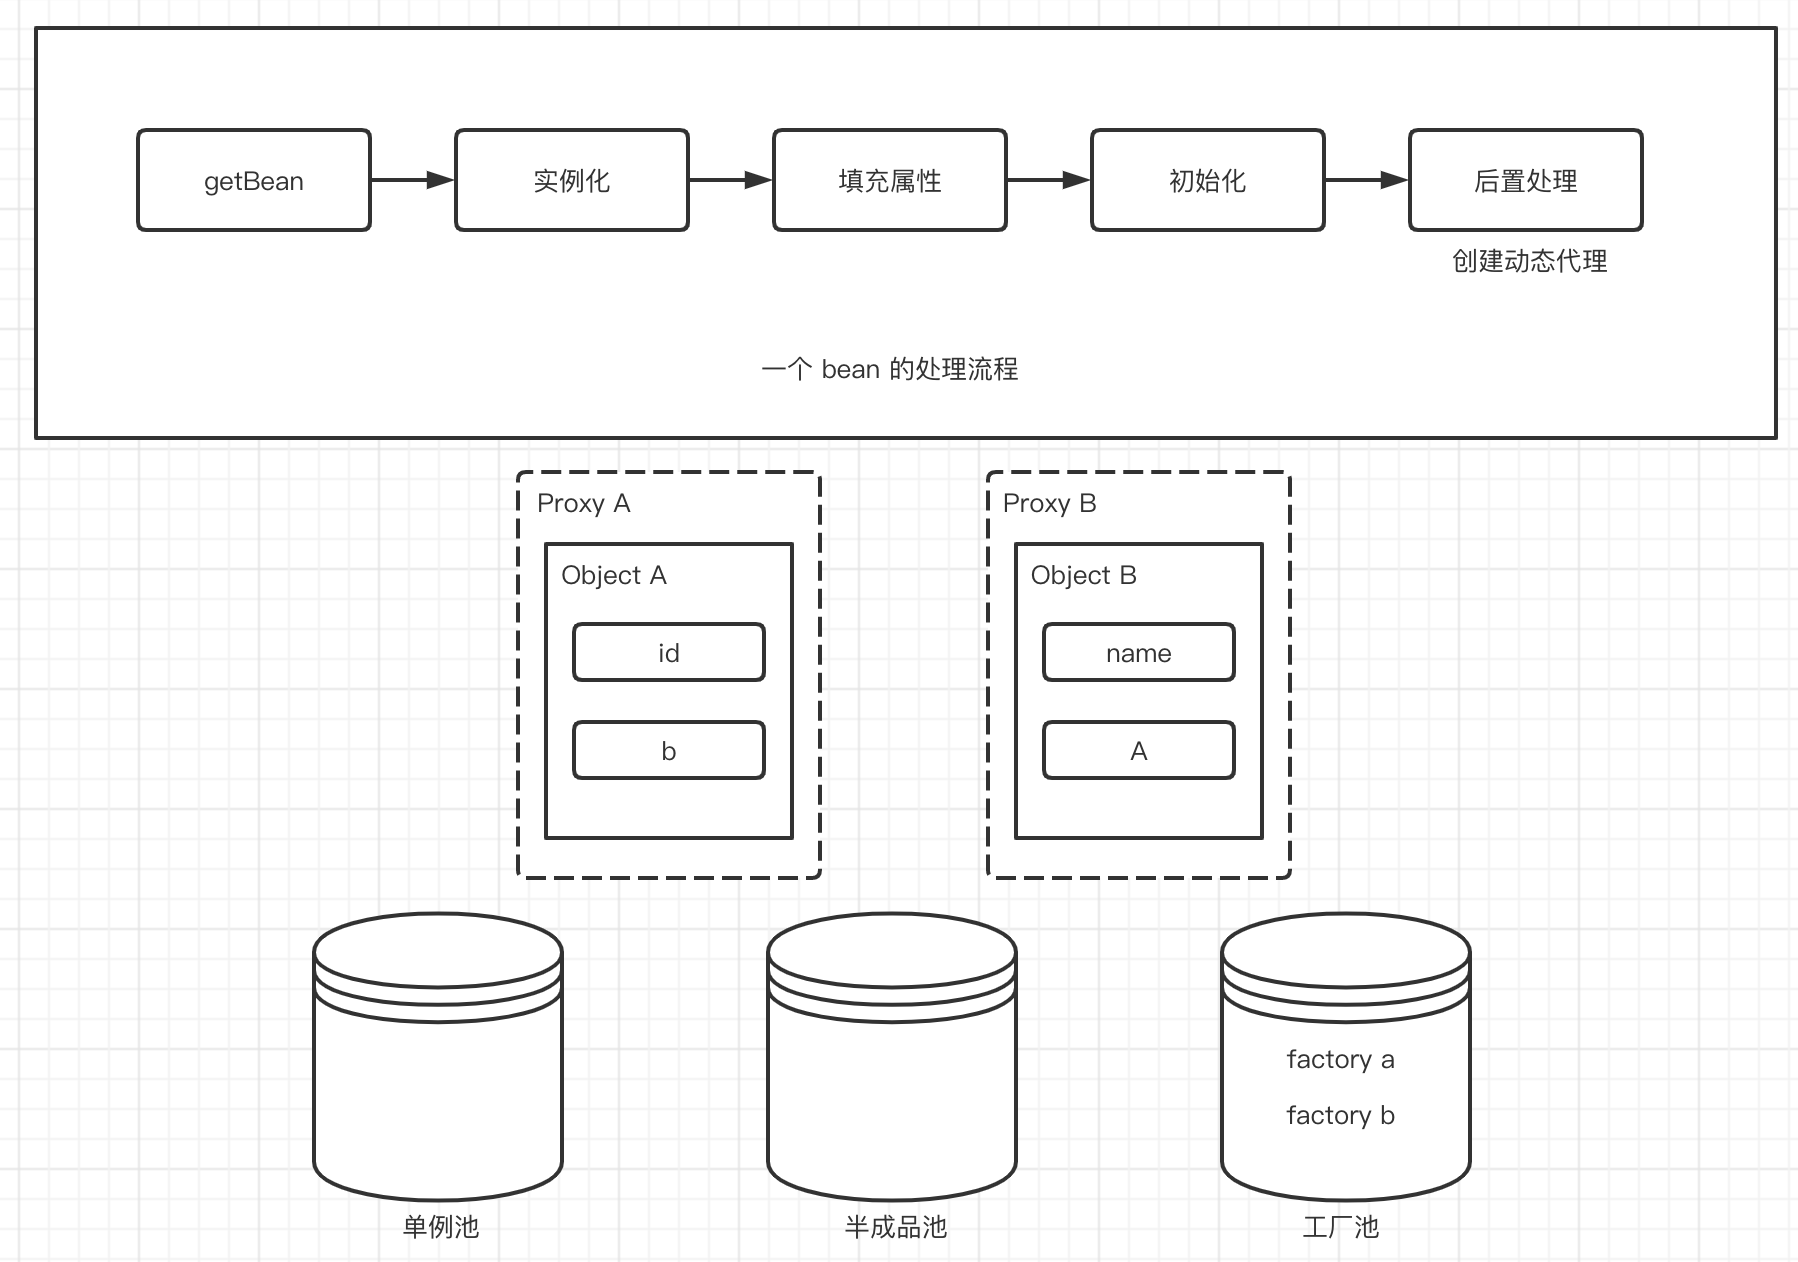 getBean
实例化
填充属性
初始化
后置处理
创建动态代理
一个 bean 的处理流程
Proxy A
Proxy B
Object A
Object B
id
name
b
A
factory a
factory b
单例池
半成品池
工厂池